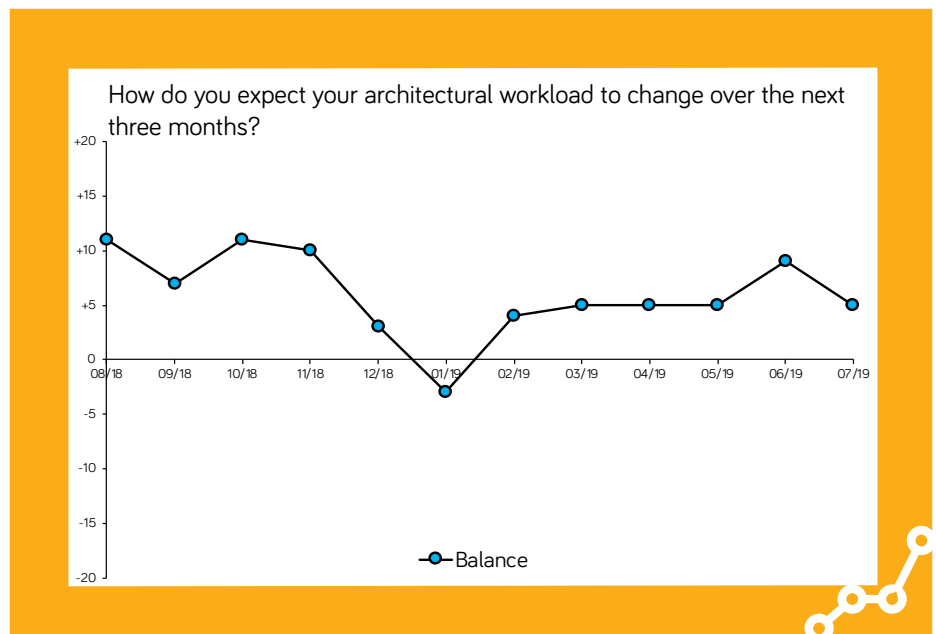 How do you expect your architectural workload to change over the next
three months?
+20
+15
+10
+5
0
08/18 09/18 10/18 11/18 12/18 01/19 02/19 03/19 04/19 05/19 06/19 07/19
-5
-10
-15
Balance
-20